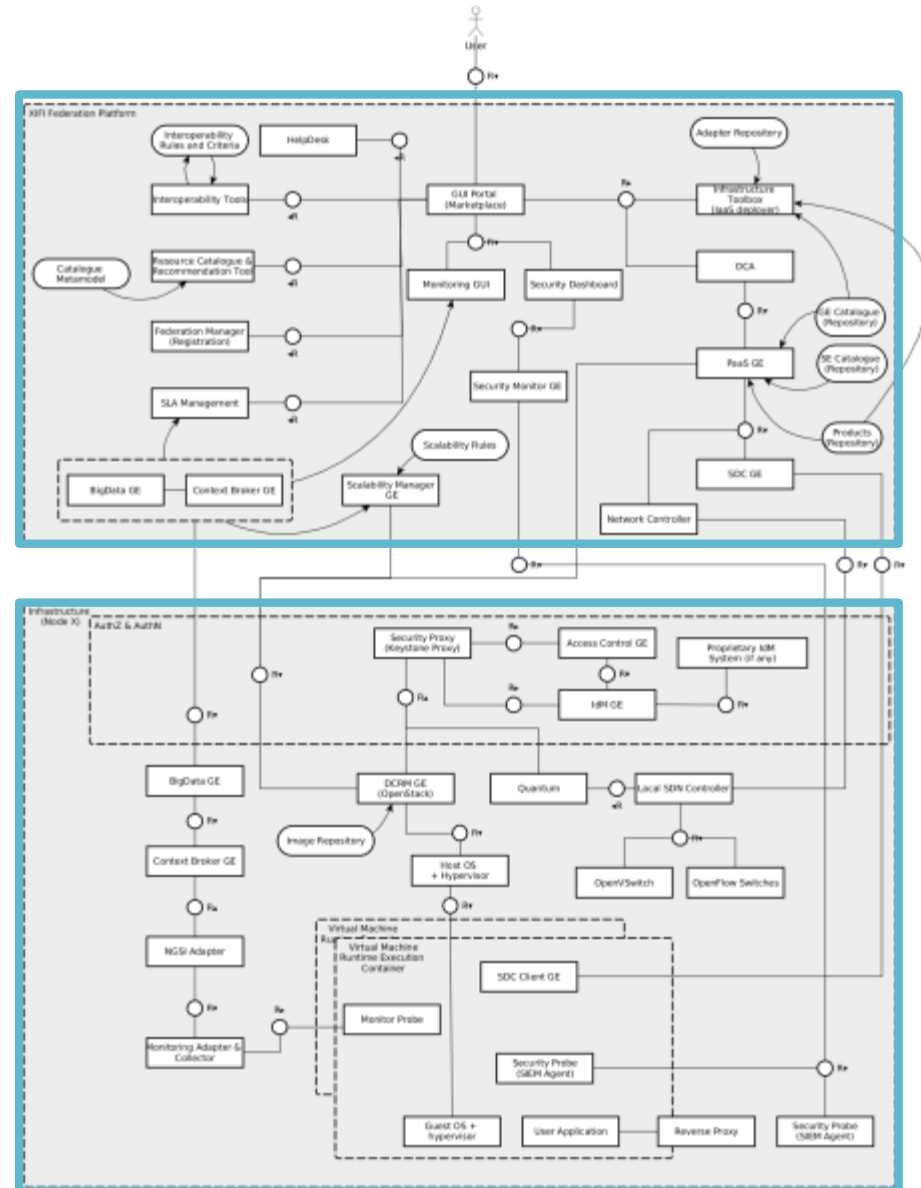 User
R▾
XIFI Federation Platform
Interoperability
Rules and Criteria
HelpDesk
◂R
Adapter Repository
Interoperability Tools
◂R
GUI Portal
(Marketplace)
R▸
Infrastructure
Toolbox
(IaaS deployer)
R▾
Catalogue
Metamodel
Resource Catalogue &
Recommendation Tool
◂R
Monitoring GUI
Security Dashboard
DCA
R▾
R▾
GE Catalogue
(Repository)
Federation Manager
(Registration)
◂R
PaaS GE
SE Catalogue
(Repository)
Security Monitor GE
SLA Management
◂R
Scalability Rules
R▾
Products
(Repository)
BigData GE
Context Broker GE
Scalability Manager
GE
SDC GE
Network Controller
R▾
R▾
R▾
Infrastructure
(Node X)
AuthZ & AuthN
Security Proxy
(Keystone Proxy)
R▸
Access Control GE
Proprietary IdM
System (if any)
R▾
R▾
R▸
R▴
IdM GE
R▾
R▾
BigData GE
DCRM GE
(OpenStack)
Quantum
◂R
Local SDN Controller
R▾
Image Repository
R▾
R▾
Context Broker GE
Host OS
+ Hypervisor
OpenVSwitch
OpenFlow Switches
R▴
R▾
Virtual Machine
Virtual Machine
Runtime Execution
Container
NGSI Adapter
SDC Client GE
R▾
R▸
Monitor Probe
Monitoring Adapter &
Collector
Security Probe
(SIEM Agent)
R▾
Guest OS +
hypervisor
User Application
Reverse Proxy
Security Probe
(SIEM Agent)